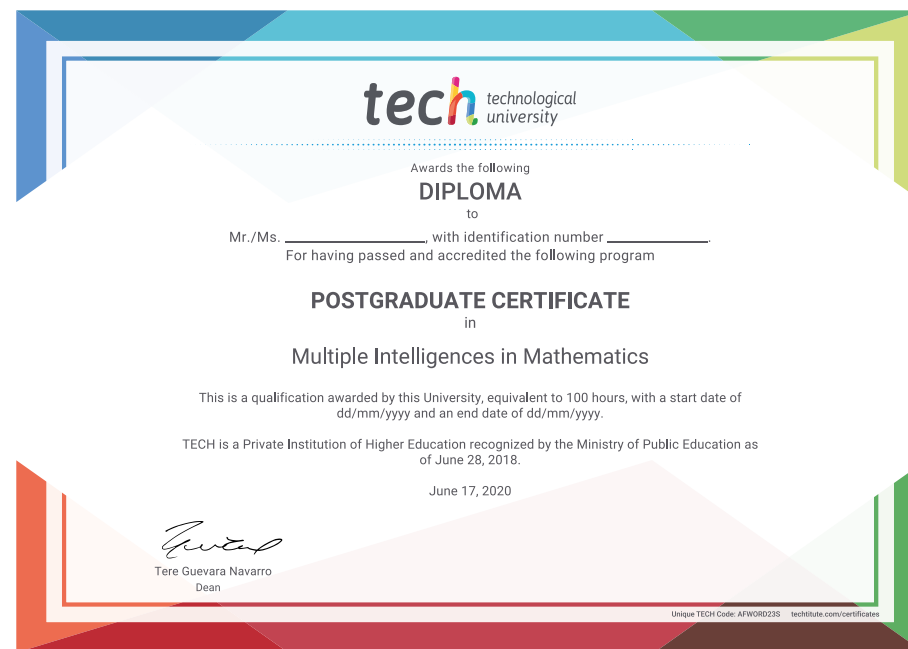 tech technological
university
Awards the following
DIPLOMA
to
Mr./Ms. ____________________, with identification number ______________.
For having passed and accredited the following program
POSTGRADUATE CERTIFICATE
in
Multiple Intelligences in Mathematics
This is a qualification awarded by this University, equivalent to 100 hours, with a start date of
dd/mm/yyyy and an end date of dd/mm/yyyy.
TECH is a Private Institution of Higher Education recognized by the Ministry of Public Education as
of June 28, 2018.
June 17, 2020
Tere Guevara Navarro
Dean
Unique TECH Code: AFWORD23S techtitute.com/certificates